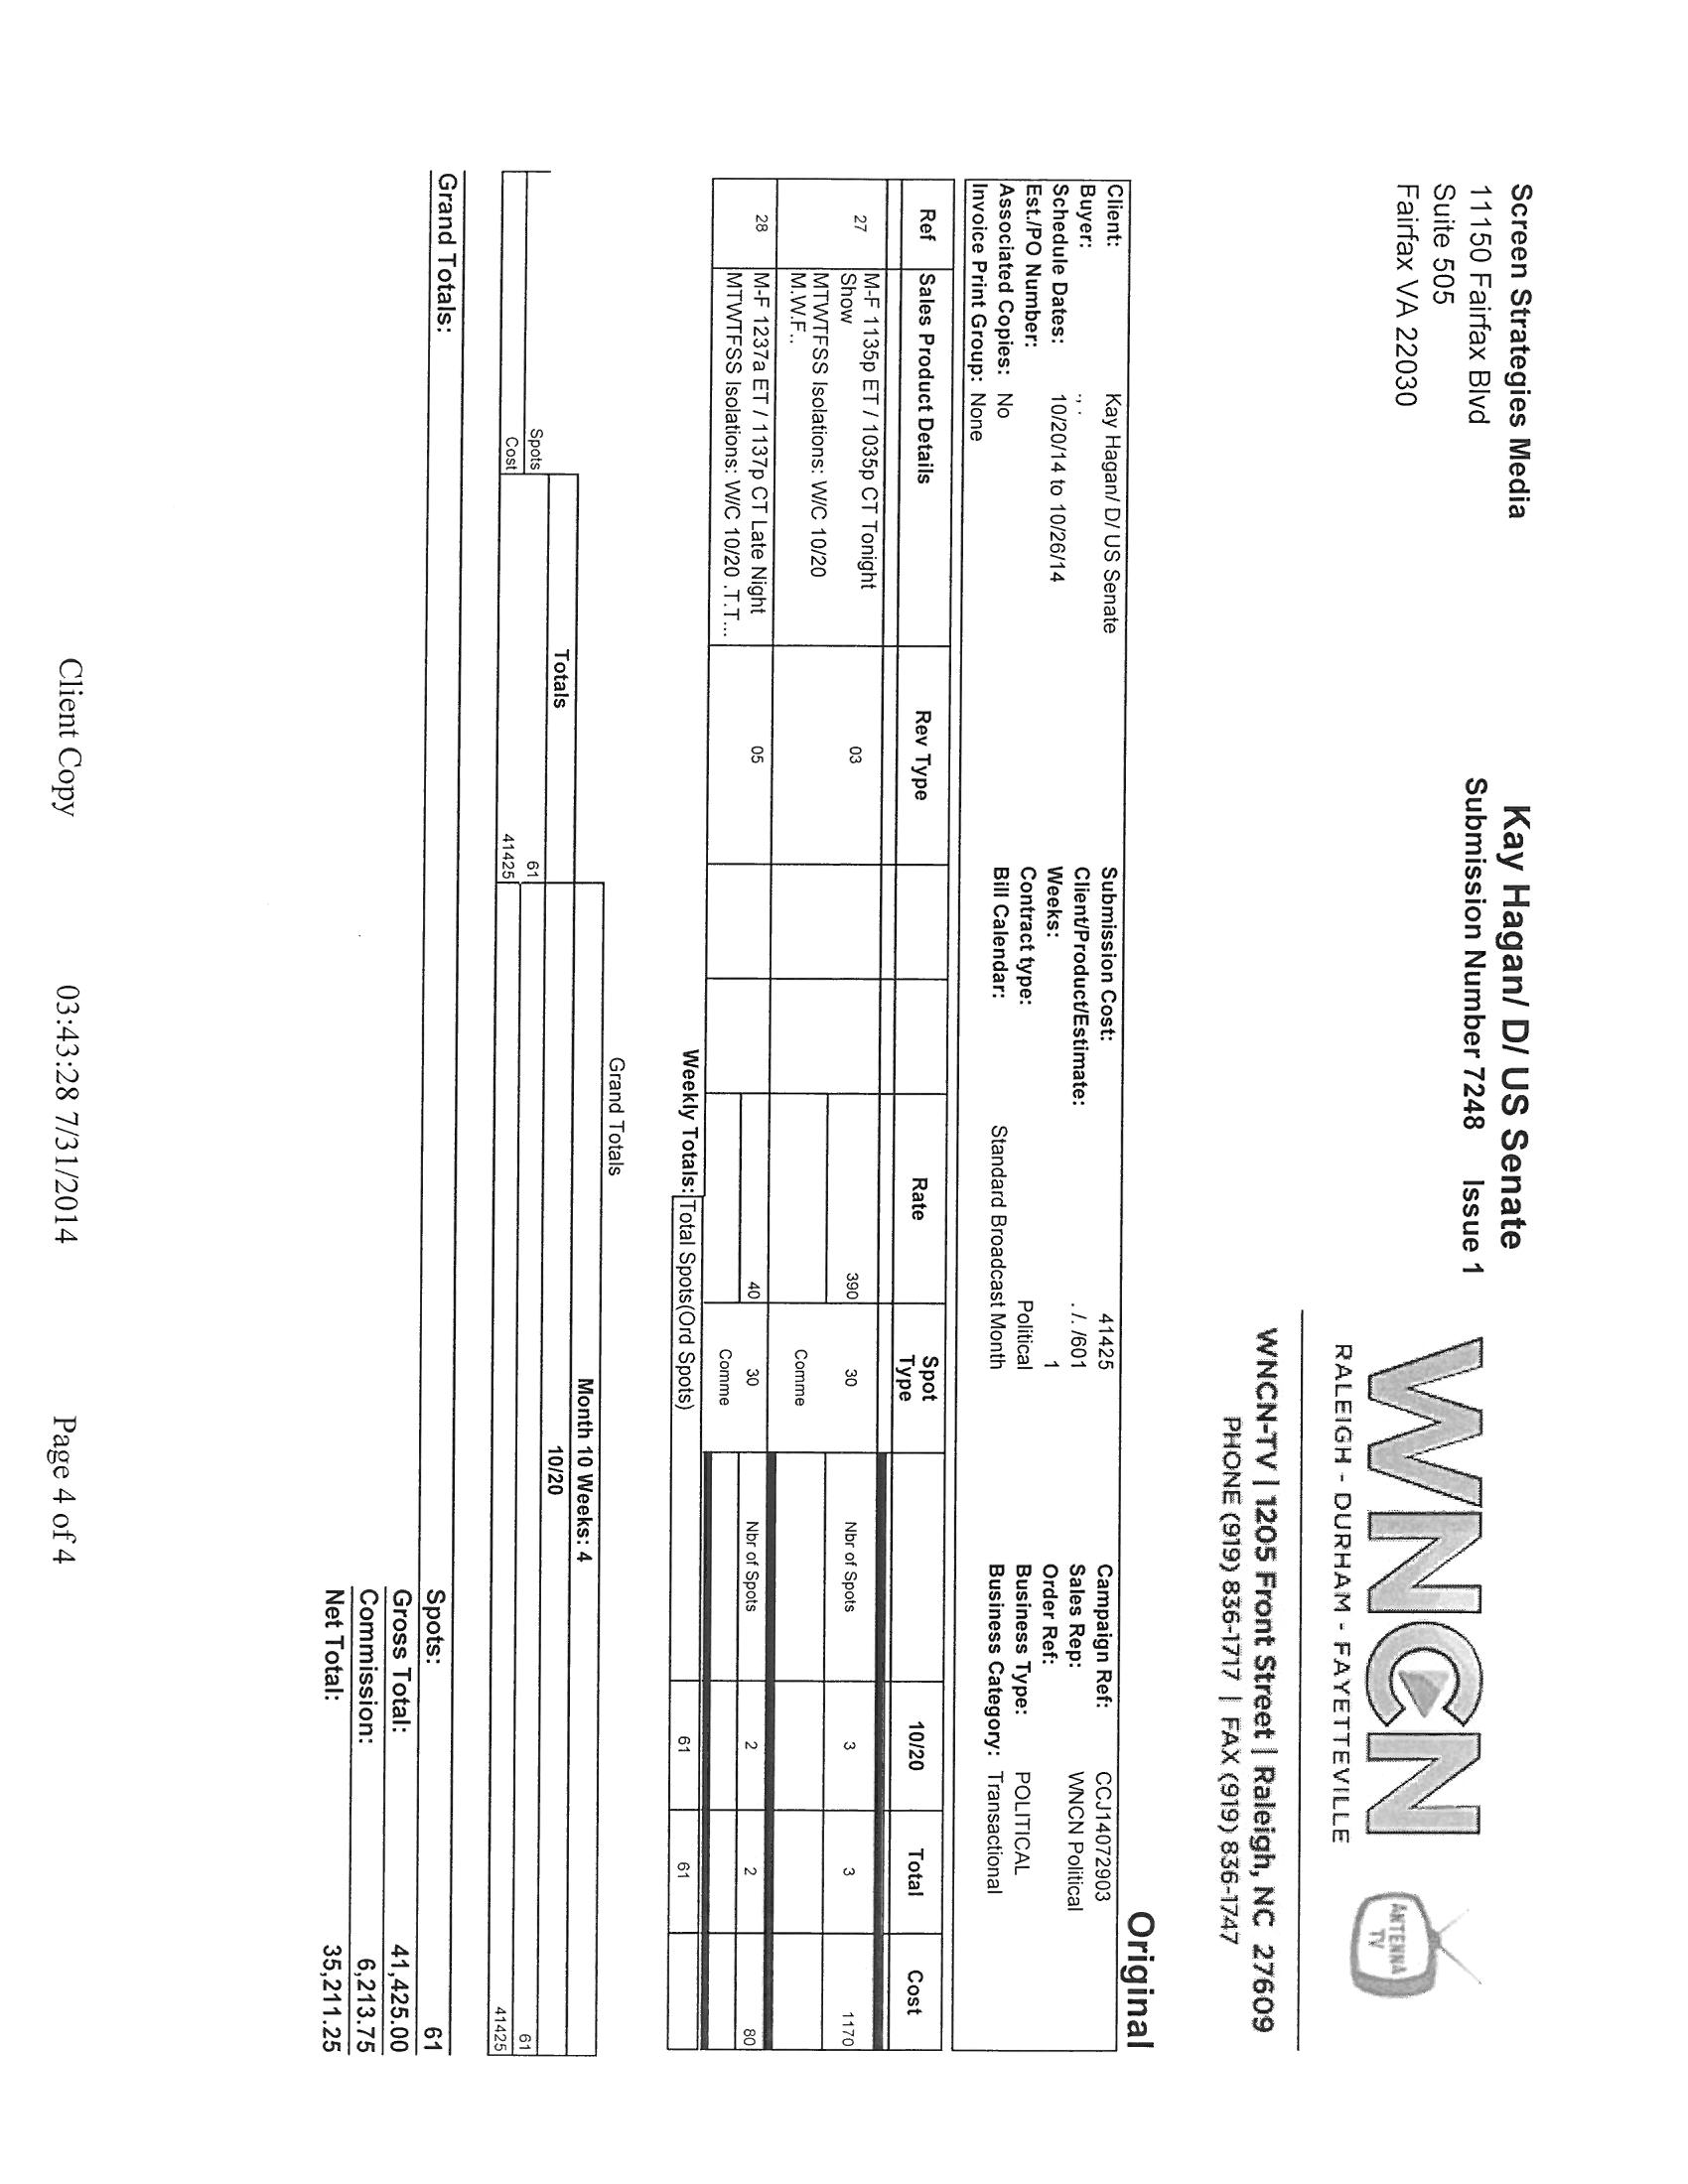 Screen Strategies Media
11150 Fairfax Blvd
Suite 505
Fairfax VA 22030
Kay Hagan/ D/ US Senate
Submission Number 7248 Issue 1
WNCN
RALEIGH - DURHAM - FAYETTEVILLE
ANTENNA
TV
WNCN-TV | 1205 Front Street | Raleigh, NC 27609
PHONE (919) 836-1717 | FAX (919) 836-1747
Original
Client: Kay Hagan/ D/ US Senate Submission Cost: 41425 Campaign Ref: CCJ14072903
Buyer: ., . Client/Product/Estimate: . /. /601 Sales Rep: WNCN Political
Schedule Dates: 10/20/14 to 10/26/14 Weeks: 1 Order Ref:
Est./PO Number: Contract type: Political Business Type: POLITICAL
Associated Copies: No Bill Calendar: Standard Broadcast Month Business Category: Transactional
Invoice Print Group: None
Ref Sales Product Details Rev Type Rate Spot Type 10/20 Total Cost
27 M-F 1135p ET / 1035p CT Tonight 03 390 30 Nbr of Spots 3 3 1170
Show
MTWTFSS Isolations: W/C 10/20 Comme
M.W.F..
28 M-F 1237a ET / 1137p CT Late Night 05 40 30 Nbr of Spots 2 2 80
MTWTFSS Isolations: W/C 10/20 .T.T... Comme
Weekly Totals: Total Spots(Ord Spots) 61 61
Grand Totals
Month 10 Weeks: 4
Totals 10/20
Spots 61 61
Cost 41425 41425
Grand Totals:
Spots: 61
Gross Total: 41,425.00
Commission: 6,213.75
Net Total: 35,211.25
Client Copy 03:43:28 7/31/2014 Page 4 of 4